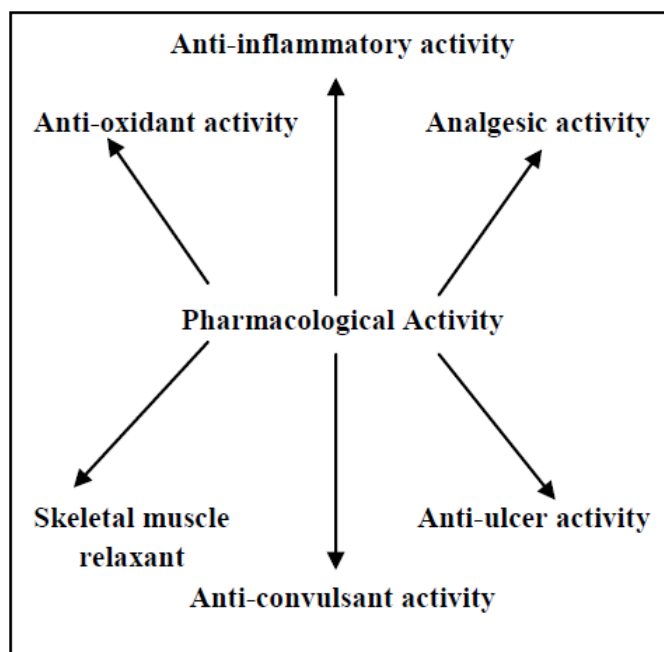 Anti-inflammatory activity
Anti-oxidant activity
Analgesic activity
Pharmacological Activity
Skeletal muscle
relaxant
Anti-ulcer activity
Anti-convulsant activity